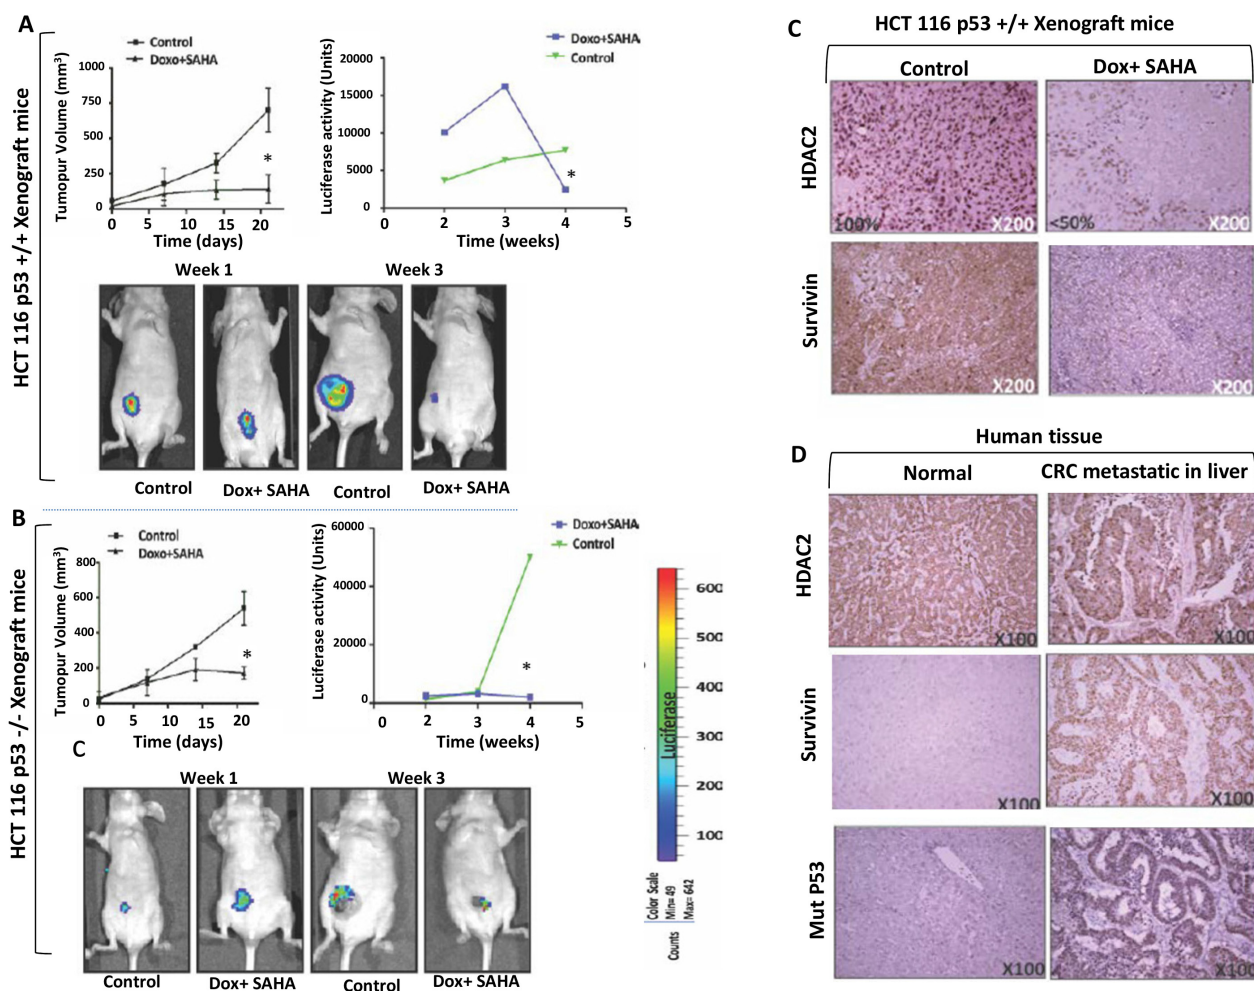 A
HCT 116 p53 +/+ Xenograft mice
Control
Doxo+SAHA
Tumopur Volume (mm³)
1000
750
500
250
0
0
5
10
15
20
*
Time (days)
Doxo+SAHA
Control
Luciferase activity (Units)
20000
15000
10000
5000
0
0
2
3
4
5
*
Time (weeks)
Week 1
Week 3
Control
Dox+ SAHA
Control
Dox+ SAHA
B
HCT 116 p53 -/- Xenograft mice
Control
Doxo+SAHA
Tumopur Volume (mm³)
800
600
400
200
0
0
5
10
15
20
*
Time (days)
Doxo+SAHA
Control
Luciferase activity (Units)
60000
40000
20000
0
0
2
3
4
5
*
Time (weeks)
C
Week 1
Week 3
Control
Dox+ SAHA
Control
Dox+ SAHA
600
500
400
300
200
100
Luciferase
Color Scale
Min=49
Max=642
Counts
C
HCT 116 p53 +/+ Xenograft mice
Control
Dox+ SAHA
HDAC2
100%
X200
<50%
X200
Survivin
X200
X200
D
Human tissue
Normal
CRC metastatic in liver
HDAC2
X100
X100
Survivin
X100
X100
Mut P53
X100
X100